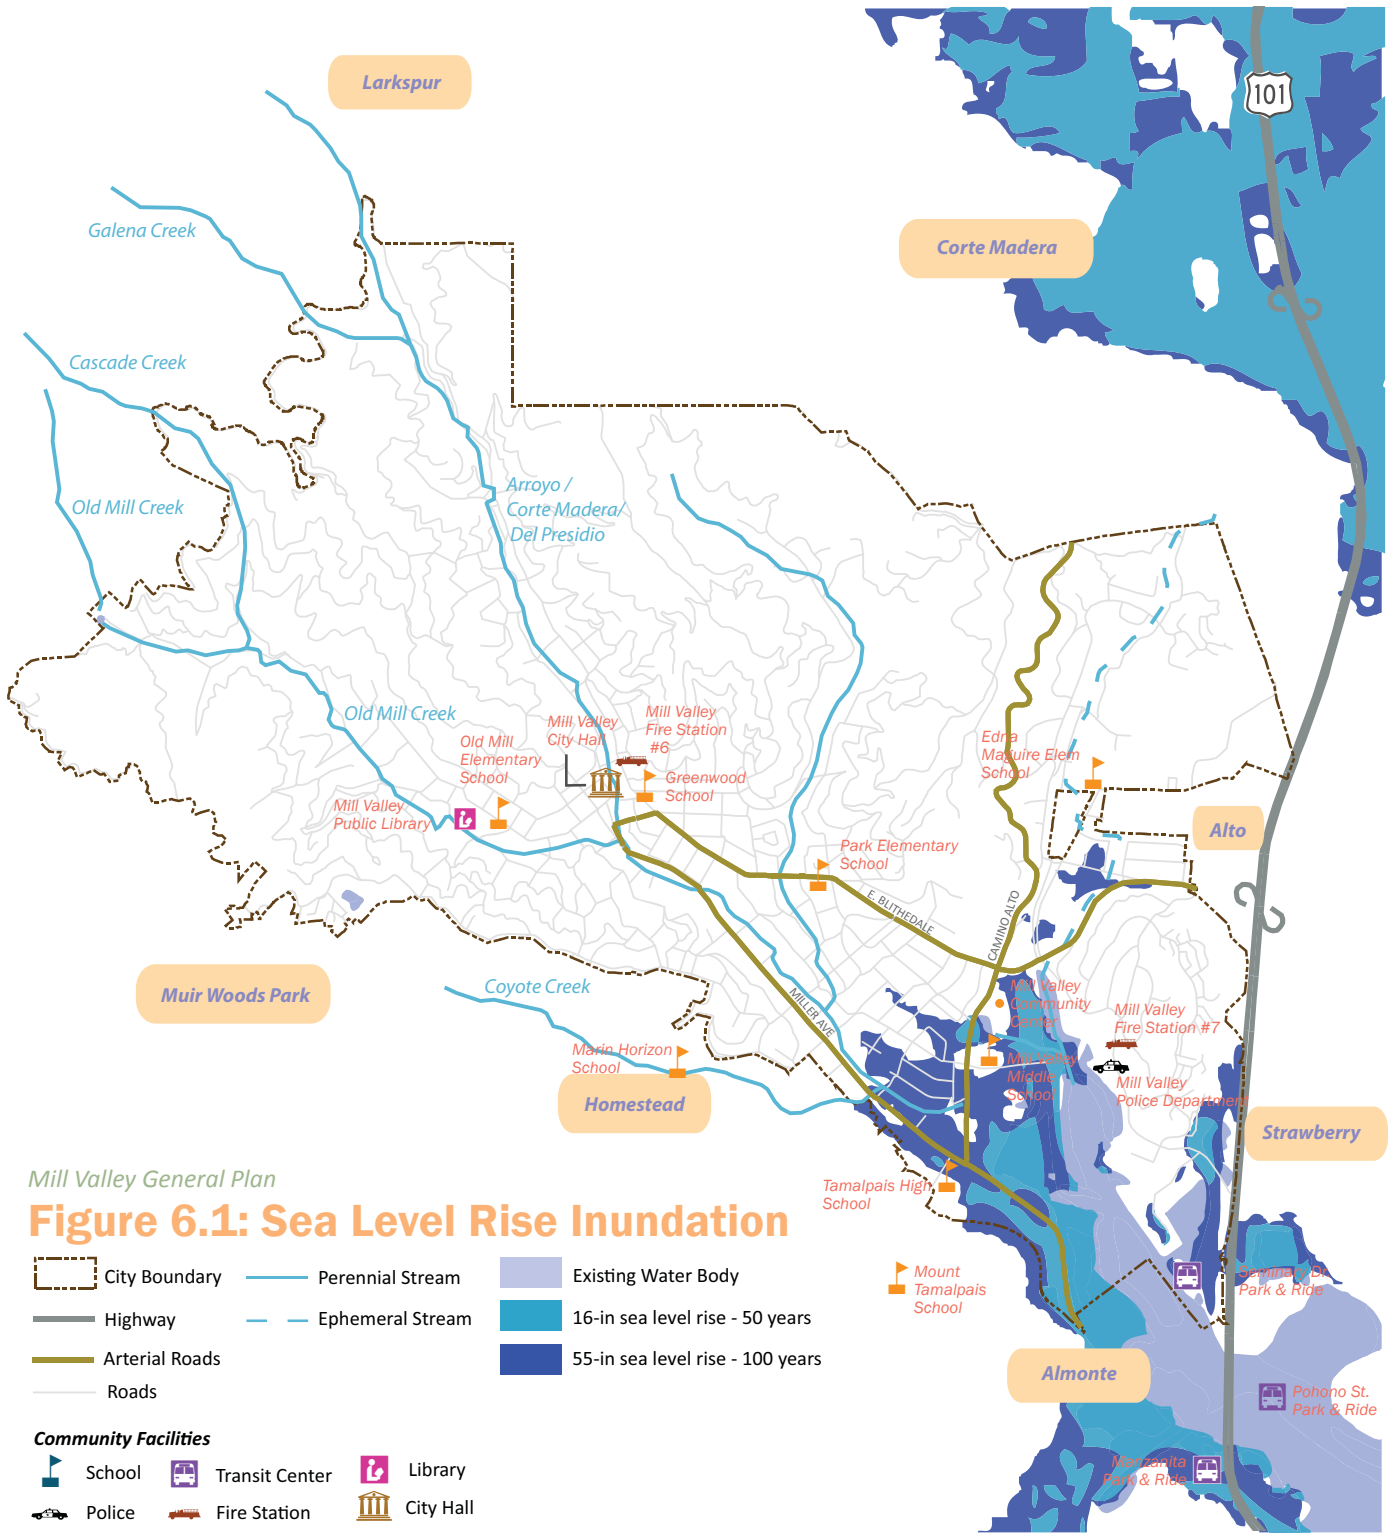 Larkspur
101
Galena Creek
Corte Madera
Cascade Creek
Old Mill Creek
Arroyo /
Corte Madera/
Del Presidio
Old Mill Creek
Mill Valley
City Hall
Mill Valley
Fire Station
#6
Old Mill
Elementary
School
Greenwood
School
Edna
Maguire Elem
School
Mill Valley
Public Library
Alto
Park Elementary
School
E. BLITHEDALE
CAMINO ALTO
Muir Woods Park
Coyote Creek
MILLER AVE
Mill Valley
Community
Center
Mill Valley
Fire Station #7
Marin Horizon
School
Mill Valley
Middle
School
Mill Valley
Police Department
Homestead
Strawberry
Tamalpais High
School
Mount
Tamalpais
School
Seminary Dr.
Park & Ride
Almonte
Pohono St.
Park & Ride
Manzanita
Park & Ride
Mill Valley General Plan
Figure 6.1: Sea Level Rise Inundation
City Boundary
Perennial Stream
Existing Water Body
Highway
Ephemeral Stream
16-in sea level rise - 50 years
Arterial Roads
55-in sea level rise - 100 years
Roads
Community Facilities
School
Transit Center
Library
Police
Fire Station
City Hall